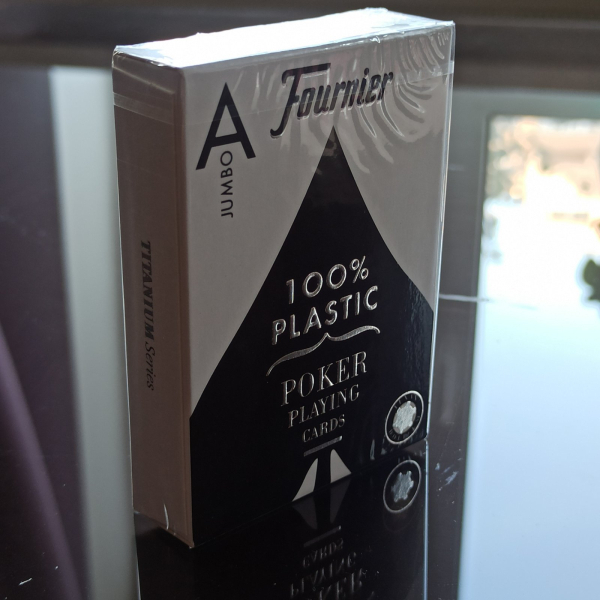 Fournier
A
JUMBO
100%
PLASTIC
POKER
PLAYING
CARDS
TITANIUM Series